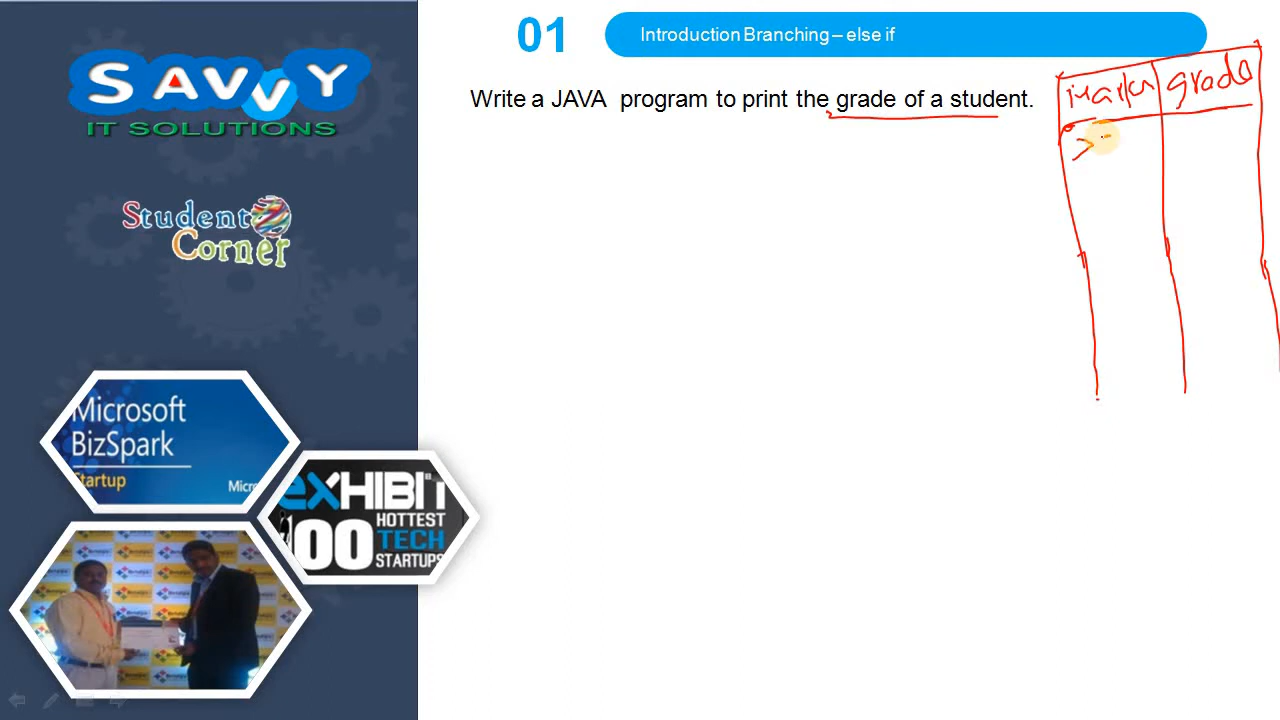 01
Introduction Branching – else if
SAVVY
IT SOLUTIONS
Write a JAVA program to print the grade of a student.
Marks grade
>
Student
Corner
Microsoft
BizSpark
Startup
Micr
EXHIBIT
100
HOTTEST
TECH
STARTUPS